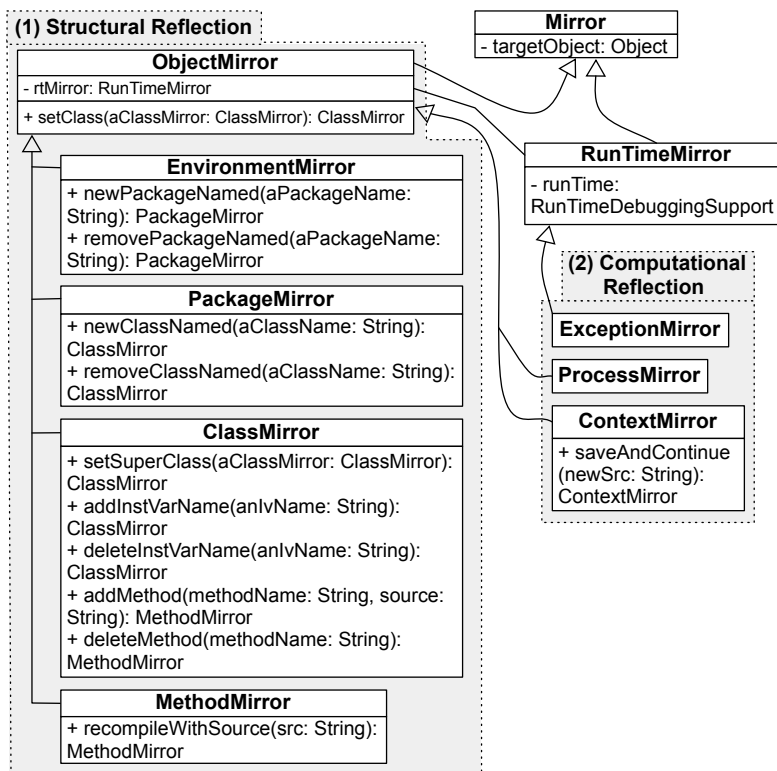 (1) Structural Reflection
ObjectMirror
- rtMirror: RunTimeMirror
+ setClass(aClassMirror: ClassMirror): ClassMirror
EnvironmentMirror
+ newPackageNamed(aPackageName:
String): PackageMirror
+ removePackageNamed(aPackageName:
String): PackageMirror
PackageMirror
+ newClassNamed(aClassName: String):
ClassMirror
+ removeClassNamed(aClassName: String):
ClassMirror
ClassMirror
+ setSuperClass(aClassMirror: ClassMirror):
ClassMirror
+ addInstVarName(anIvName: String):
ClassMirror
+ deleteInstVarName(anIvName: String):
ClassMirror
+ addMethod(methodName: String, source:
String): MethodMirror
+ deleteMethod(methodName: String):
MethodMirror
MethodMirror
+ recompileWithSource(src: String):
MethodMirror
Mirror
- targetObject: Object
RunTimeMirror
- runTime:
RunTimeDebuggingSupport
(2) Computational
Reflection
ExceptionMirror
ProcessMirror
ContextMirror
+ saveAndContinue
(newSrc: String):
ContextMirror